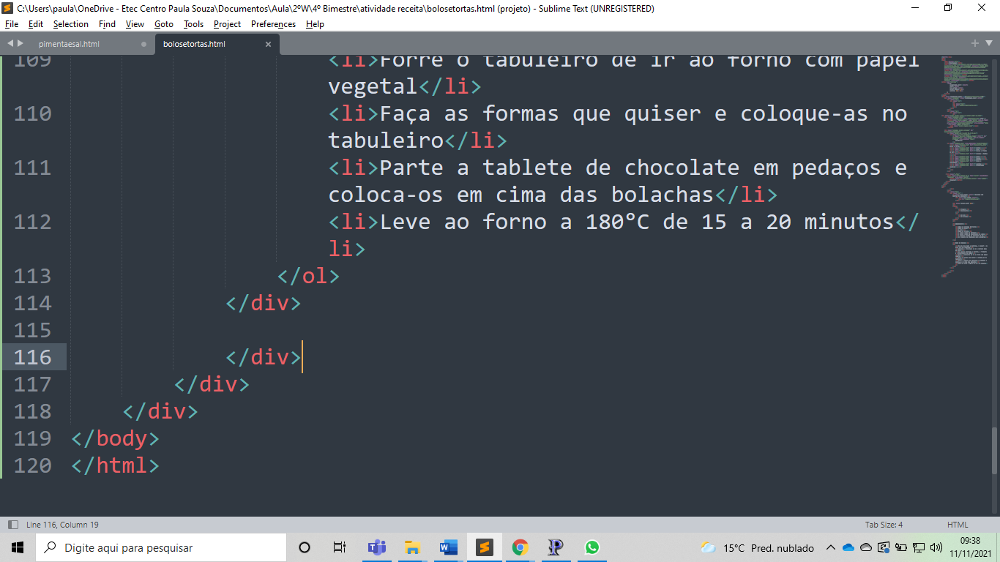 C:\Users\paula\OneDrive - Etec Centro Paula Souza\Documentos\Aula\2ºW\4º Bimestre\atividade receita\bolosetortas.html (projeto) - Sublime Text (UNREGISTERED)
File Edit Selection Find View Goto Tools Project Preferences Help
pimentaesal.html bolosetortas.html
109 <li>Forre o tabuleiro de ir ao forno com papel
vegetal</li>
110 <li>Faça as formas que quiser e coloque-as no
tabuleiro</li>
111 <li>Parte a tablete de chocolate em pedaços e
coloca-os em cima das bolachas</li>
112 <li>Leve ao forno a 180°C de 15 a 20 minutos</
li>
113 </ol>
114 </div>
115
116 </div>
117 </div>
118 </div>
119 </body>
120 </html>
Line 116, Column 19 Tab Size: 4 HTML
Digite aqui para pesquisar 15°C Pred. nublado 09:38
11/11/2021